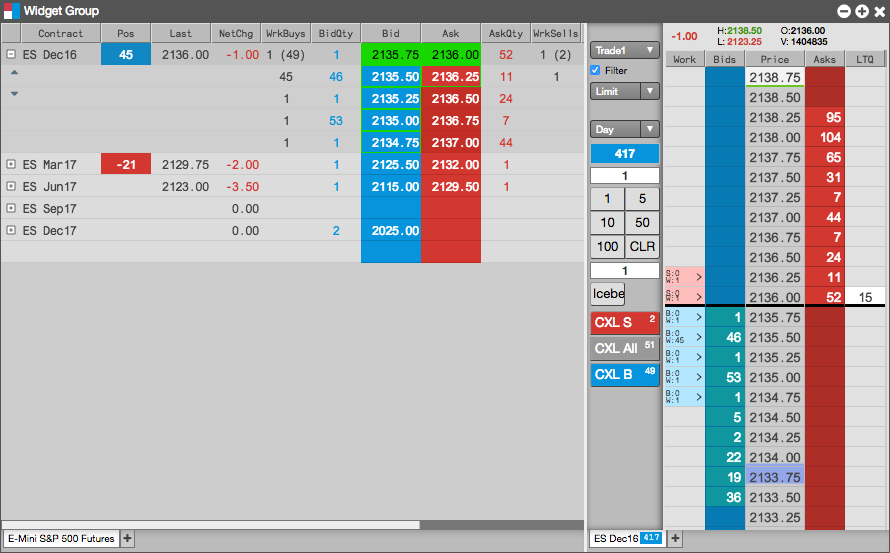 Widget Group
Contract Pos Last NetChg WrkBuys BidQty Bid Ask AskQty WrkSells
ES Dec16 45 2136.00 -1.00 1 (49) 1 2135.75 2136.00 52 1 (2)
45 46 2135.50 2136.25 11 1
1 1 2135.25 2136.50 24
1 53 2135.00 2136.75 7
1 1 2134.75 2137.00 44
ES Mar17 -21 2129.75 -2.00 1 2125.50 2132.00 1
ES Jun17 2123.00 -3.50 1 2115.00 2129.50 1
ES Sep17 0.00
ES Dec17 0.00 2 2025.00
E-Mini S&P 500 Futures +
Trade1
Filter
Limit
Day
417
1
1 5
10 50
100 CLR
1
Icebe
CXL S 2
CXL All 51
CXL B 49
-1.00 H:2138.50 O:2136.00
L: 2123.25 V: 1404835
Work Bids Price Asks LTQ
2138.75
2138.50
2138.25 95
2138.00 104
2137.75 65
2137.50 31
2137.25 7
2137.00 44
2136.75 7
2136.50 24
S:0
W:1 > 2136.25 11
S:0
W:1 > 2136.00 52 15
B:0
W:1 > 1 2135.75
B:0
W:45 > 46 2135.50
B:0
W:1 > 1 2135.25
B:0
W:1 > 53 2135.00
B:0
W:1 > 1 2134.75
5 2134.50
2 2134.25
22 2134.00
19 2133.75
36 2133.50
2133.25
ES Dec16 417 +